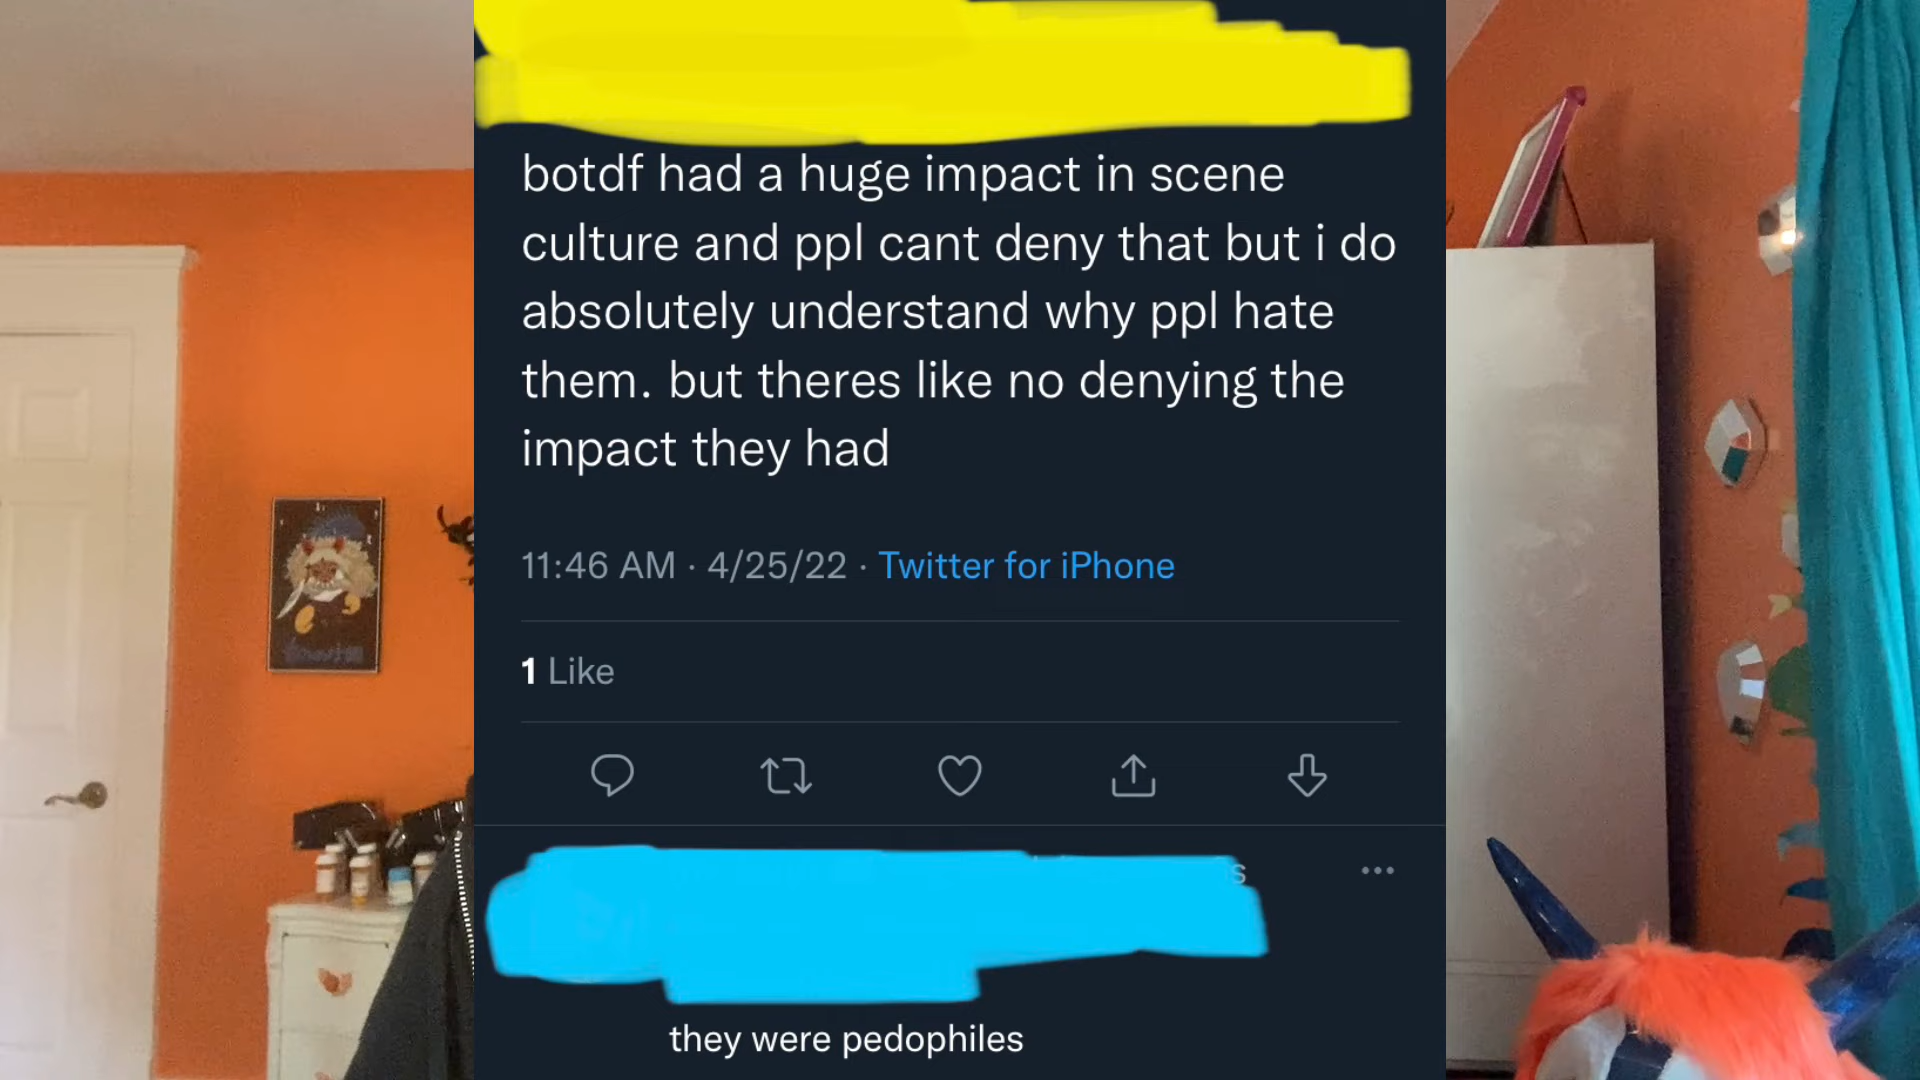 botdf had a huge impact in scene
culture and ppl cant deny that but i do
absolutely understand why ppl hate
them. but theres like no denying the
impact they had
11:46 AM · 4/25/22 · Twitter for iPhone
1 Like
s
they were pedophiles